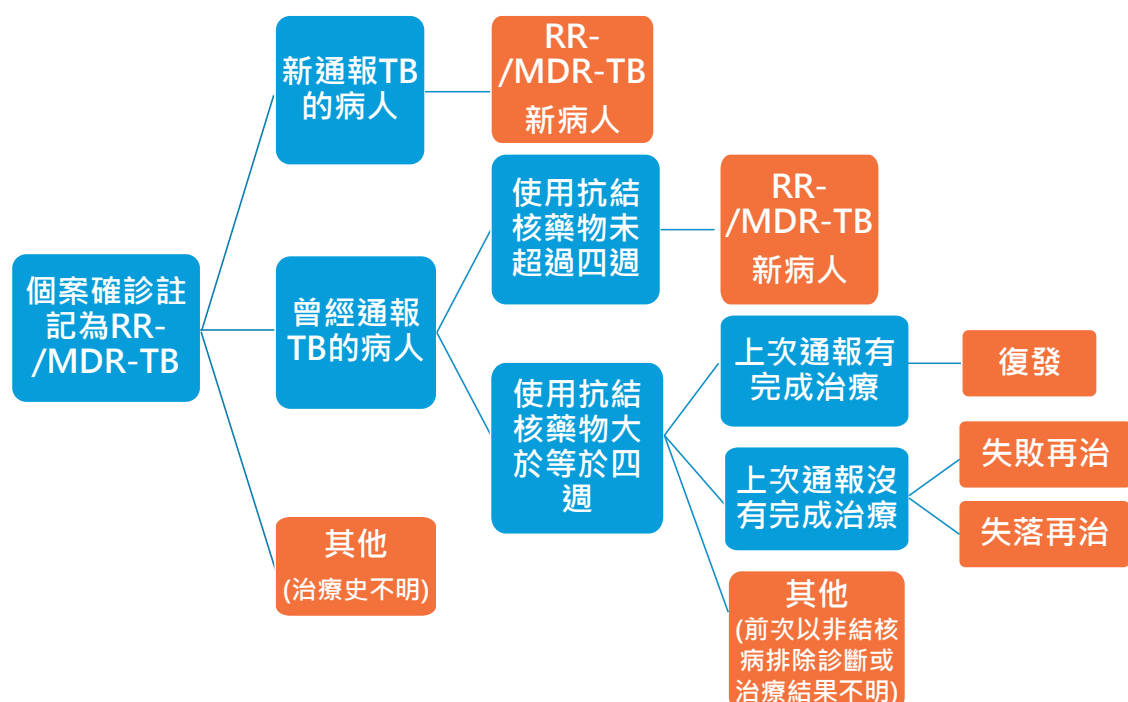 新通報TB
的病人
RR-
/MDR-TB
新病人
使用抗結
核藥物未
超過四週
RR-
/MDR-TB
新病人
個案確診註
記為RR-
/MDR-TB
曾經通報
TB的病人
上次通報有
完成治療
復發
使用抗結
核藥物大
於等於四
週
上次通報沒
有完成治療
失敗再治
失落再治
其他
(治療史不明)
其他
(前次以非結核
病排除診斷或
治療結果不明)